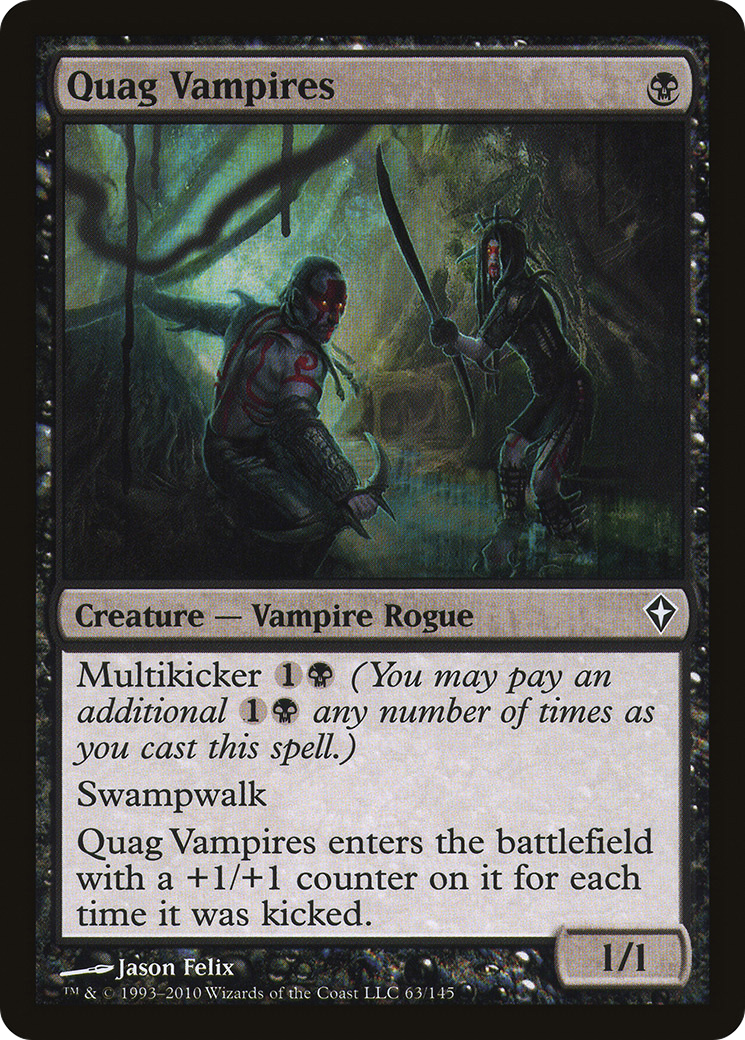 Quag Vampires
Creature — Vampire Rogue
Multikicker 1 (You may pay an
additional 1 any number of times as
you cast this spell.)
Swampwalk
Quag Vampires enters the battlefield
with a +1/+1 counter on it for each
time it was kicked.
1/1
Jason Felix
™ & © 1993–2010 Wizards of the Coast LLC 63/145